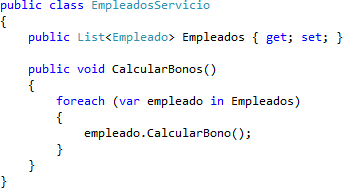 public class EmpleadosServicio
{
    public List<Empleado> Empleados { get; set; }
    public void CalcularBonos()
    {
        foreach (var empleado in Empleados)
        {
            empleado.CalcularBono();
        }
    }
}